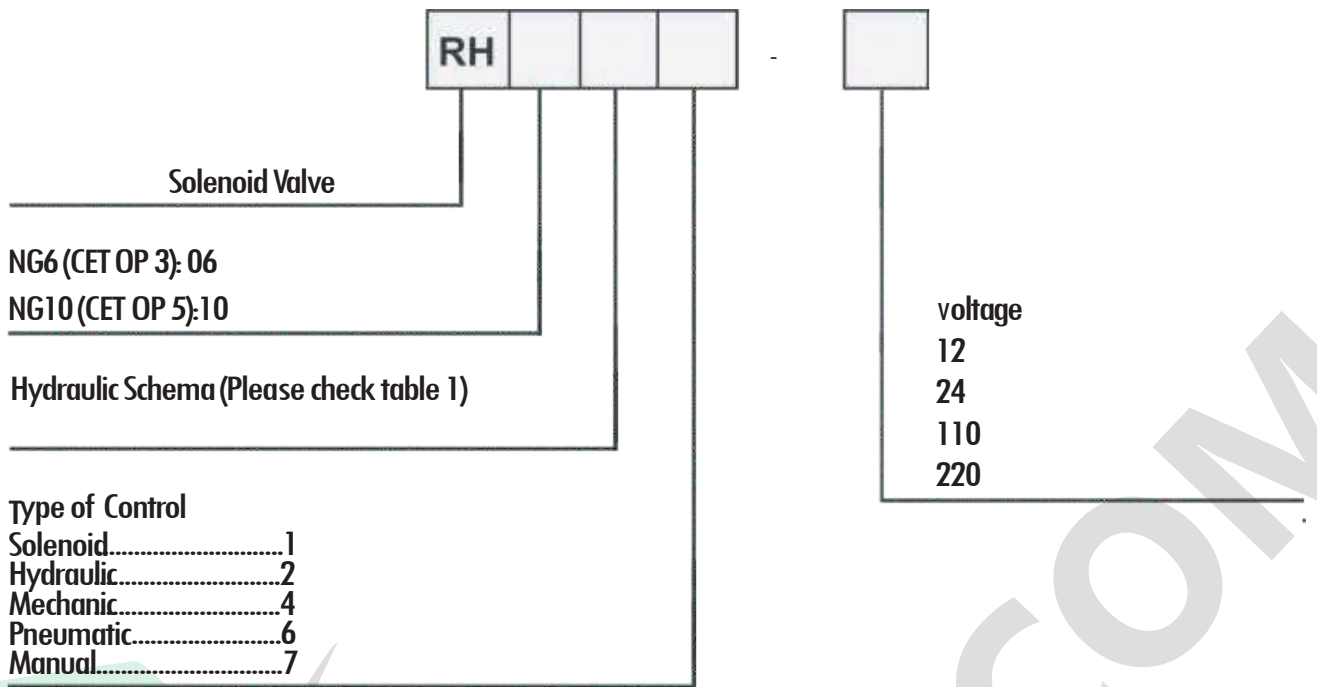 RH
-
Solenoid Valve
NG6 (CET OP 3): 06
NG10 (CET OP 5):10
Hydraulic Schema (Please check table 1)
Type of Control
Solenoid............................1
Hydraulic..........................2
Mechanic..........................4
Pneumatic........................6
Manual..............................7
voltage
12
24
110
220
COM